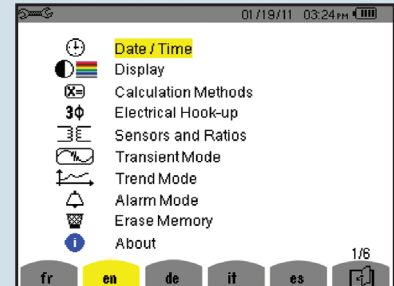 01/19/11 03:24PM
Date / Time
Display
Calculation Methods
3Φ Electrical Hook-up
Sensors and Ratios
Transient Mode
Trend Mode
Alarm Mode
Erase Memory
About
1/6
fr en de it es